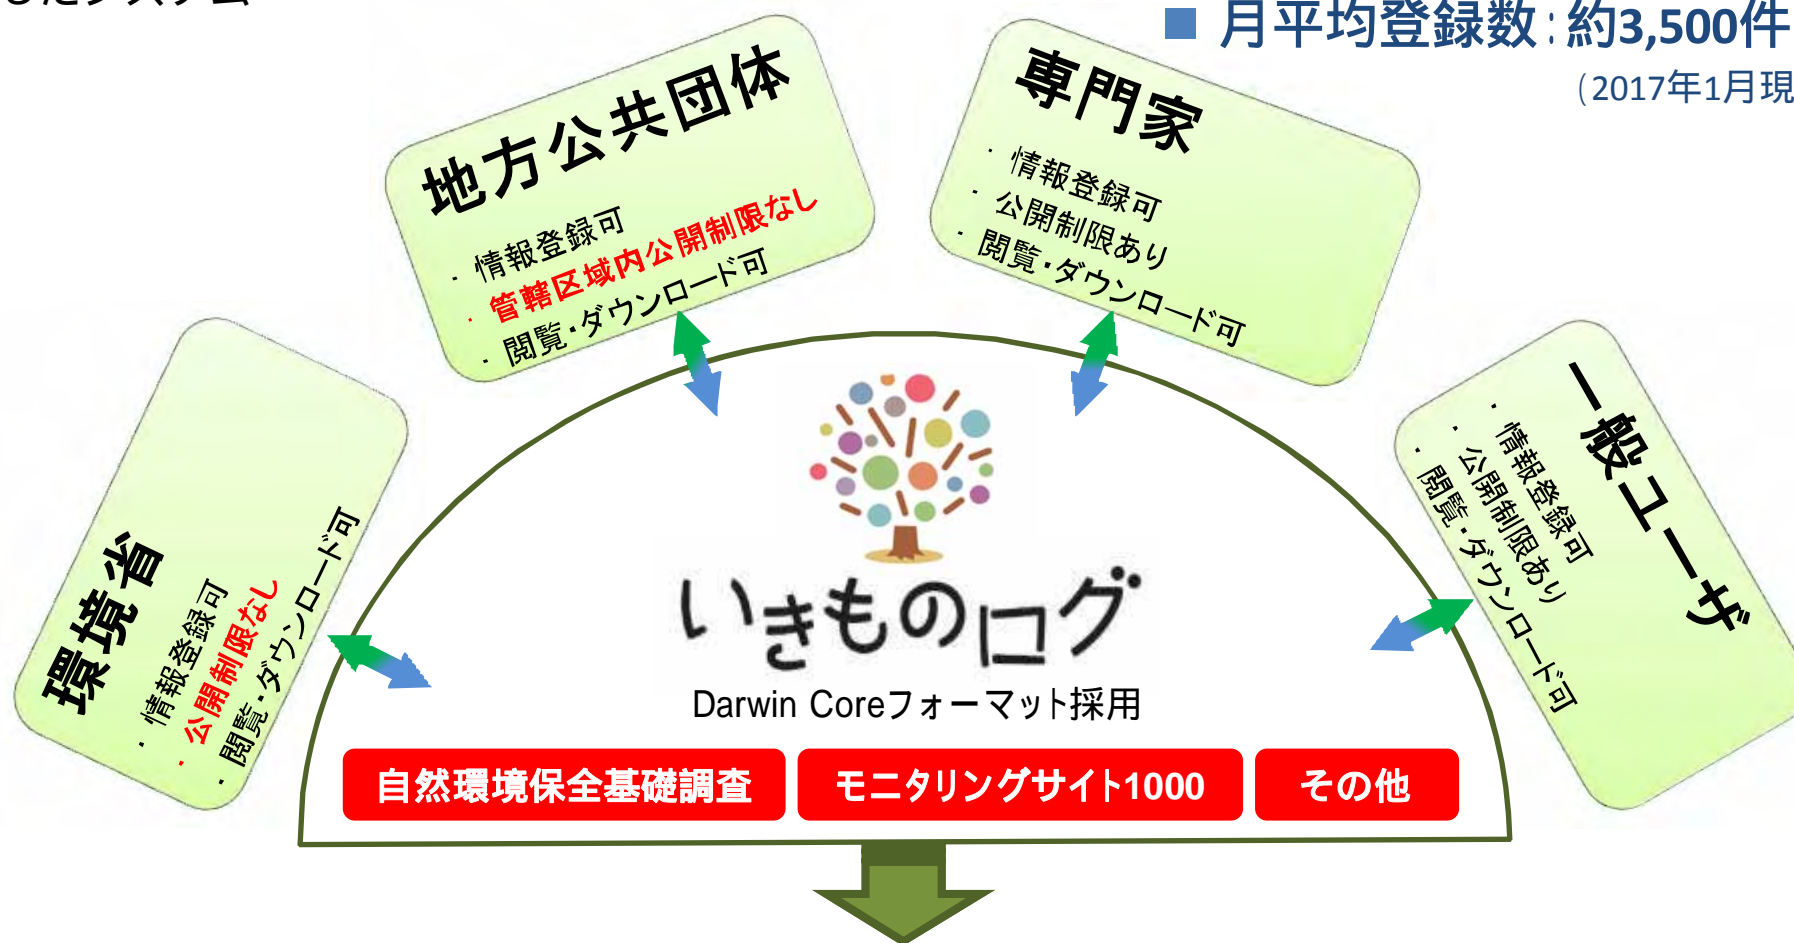 ■ 月平均登録数：約3,500件
(2017年1月現
地方公共団体
・情報登録可
・管轄区域内公開制限なし
・閲覧・ダウンロード可
専門家
・情報登録可
・公開制限あり
・閲覧・ダウンロード可
環境省
・情報登録可
・公開制限なし
・閲覧・ダウンロード可
一般ユーザ
・情報登録可
・公開制限あり
・閲覧・ダウンロード可
いきものログ
Darwin Coreフォーマット採用
自然環境保全基礎調査
モニタリングサイト1000
その他